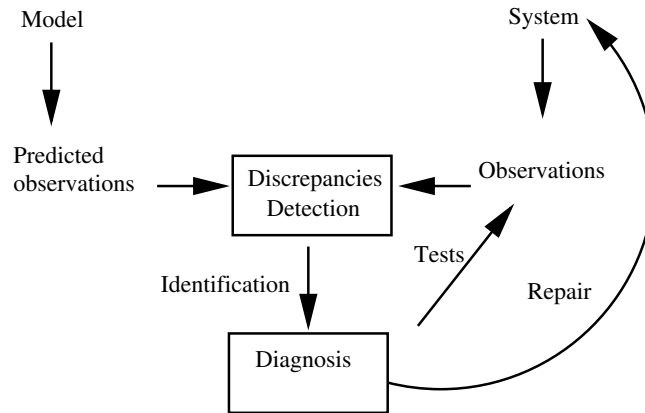 Model
System
Predicted
observations
Discrepancies
Detection
Observations
Tests
Identification
Repair
Diagnosis